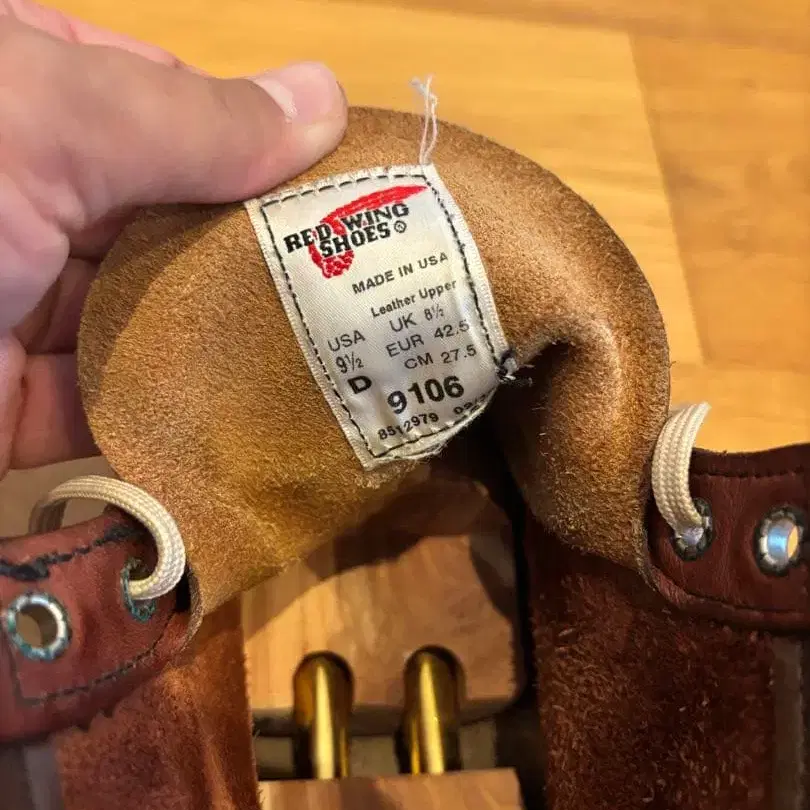 RED WING
SHOES®
MADE IN USA
Leather Upper
USA UK 8½
9½ EUR 42.5
D CM 27.5
9106
8512979